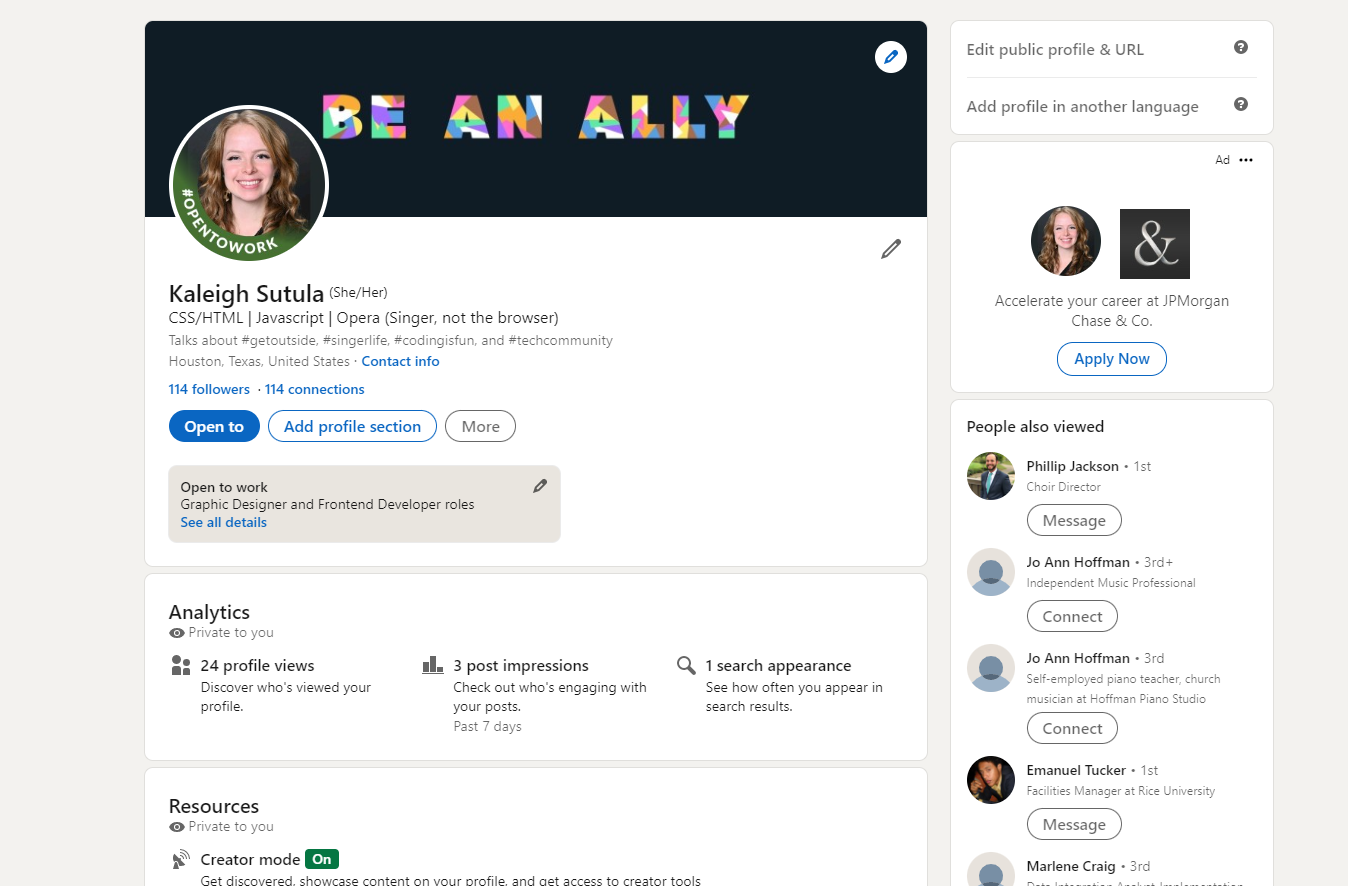 BE AN ALLY
#OPENTOWORK
Kaleigh Sutula (She/Her)
CSS/HTML | Javascript | Opera (Singer, not the browser)
Talks about #getoutside, #singerlife, #codingisfun, and #techcommunity
Houston, Texas, United States · Contact info
114 followers · 114 connections
Open to
Add profile section
More
Open to work
Graphic Designer and Frontend Developer roles
See all details
Analytics
Private to you
24 profile views
Discover who's viewed your
profile.
3 post impressions
Check out who's engaging with
your posts.
Past 7 days
1 search appearance
See how often you appear in
search results.
Resources
Private to you
Creator mode On
Get discovered, showcase content on your profile, and get access to creator tools
Edit public profile & URL
?
Add profile in another language
?
Ad •••
&
Accelerate your career at JPMorgan
Chase & Co.
Apply Now
People also viewed
Phillip Jackson • 1st
Choir Director
Message
Jo Ann Hoffman • 3rd+
Independent Music Professional
Connect
Jo Ann Hoffman • 3rd
Self-employed piano teacher, church
musician at Hoffman Piano Studio
Connect
Emanuel Tucker • 1st
Facilities Manager at Rice University
Message
Marlene Craig • 3rd
Data Integration Analyst Implementation